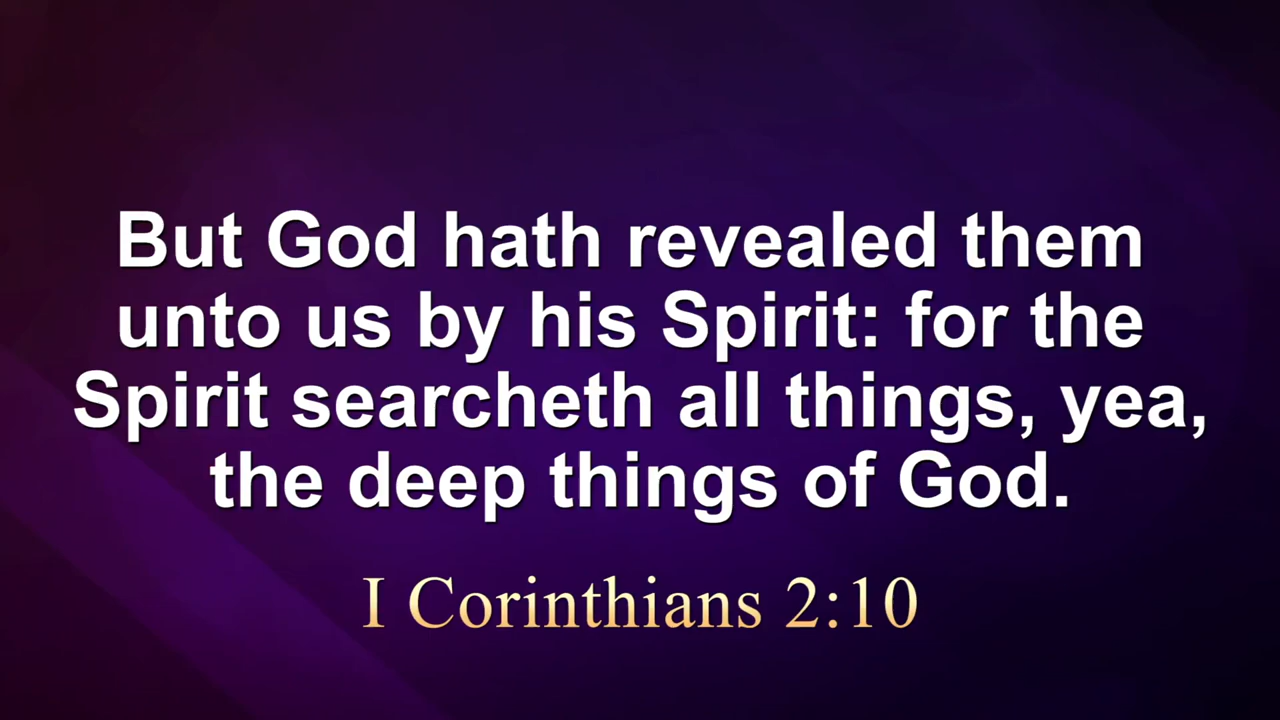 But God hath revealed them
unto us by his Spirit: for the
Spirit searcheth all things, yea,
the deep things of God.
I Corinthians 2:10